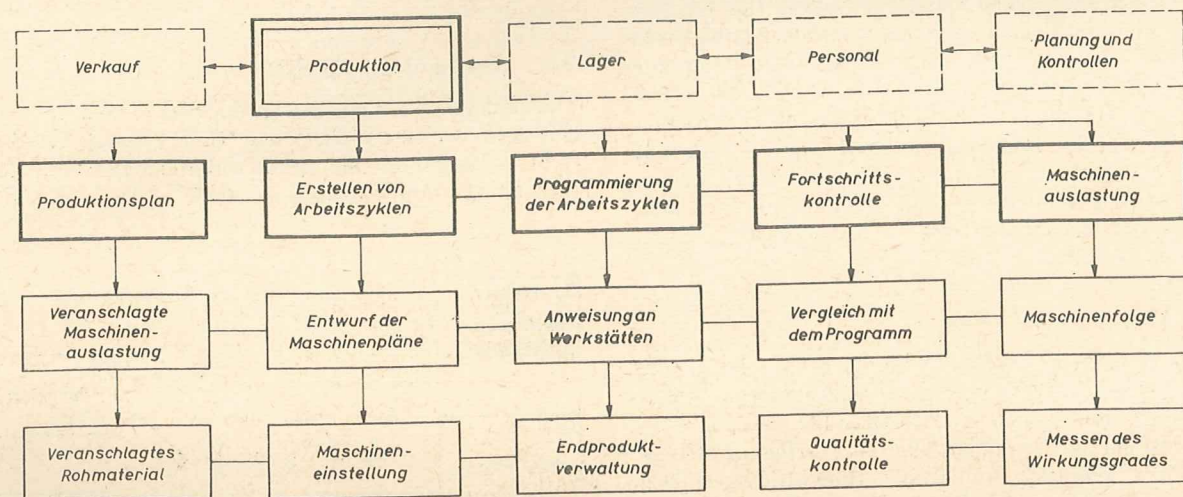 Verkauf
Produktion
Lager
Personal
Planung und
Kontrollen
Produktionsplan
Erstellen von
Arbeitszyklen
Programmierung
der Arbeitszyklen
Fortschritts-
kontrolle
Maschinen-
auslastung
Veranschlagte
Maschinen-
auslastung
Entwurf der
Maschinenpläne
Anweisung an
Werkstätten
Vergleich mit
dem Programm
Maschinenfolge
Veranschlagtes-
Rohmaterial
Maschinen-
einstellung
Endprodukt-
verwaltung
Qualitäts-
kontrolle
Messen des
Wirkungsgrades